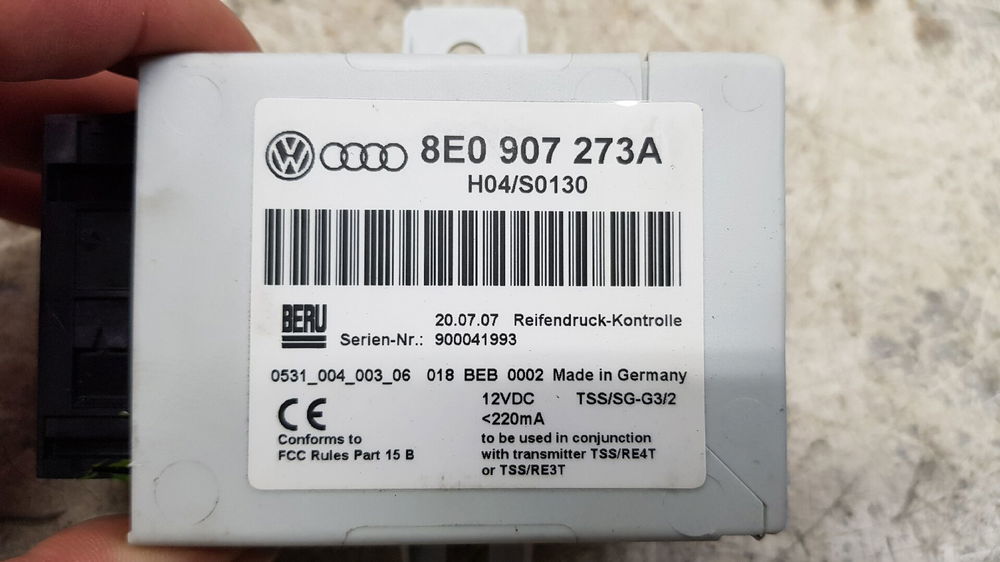 8E0 907 273A
H04/S0130
BERU
20.07.07 Reifendruck-Kontrolle
Serien-Nr.: 900041993
0531_004_003_06 018 BEB 0002 Made in Germany
CE
12VDC TSS/SG-G3/2
<220mA
Conforms to
FCC Rules Part 15 B
to be used in conjunction
with transmitter TSS/RE4T
or TSS/RE3T